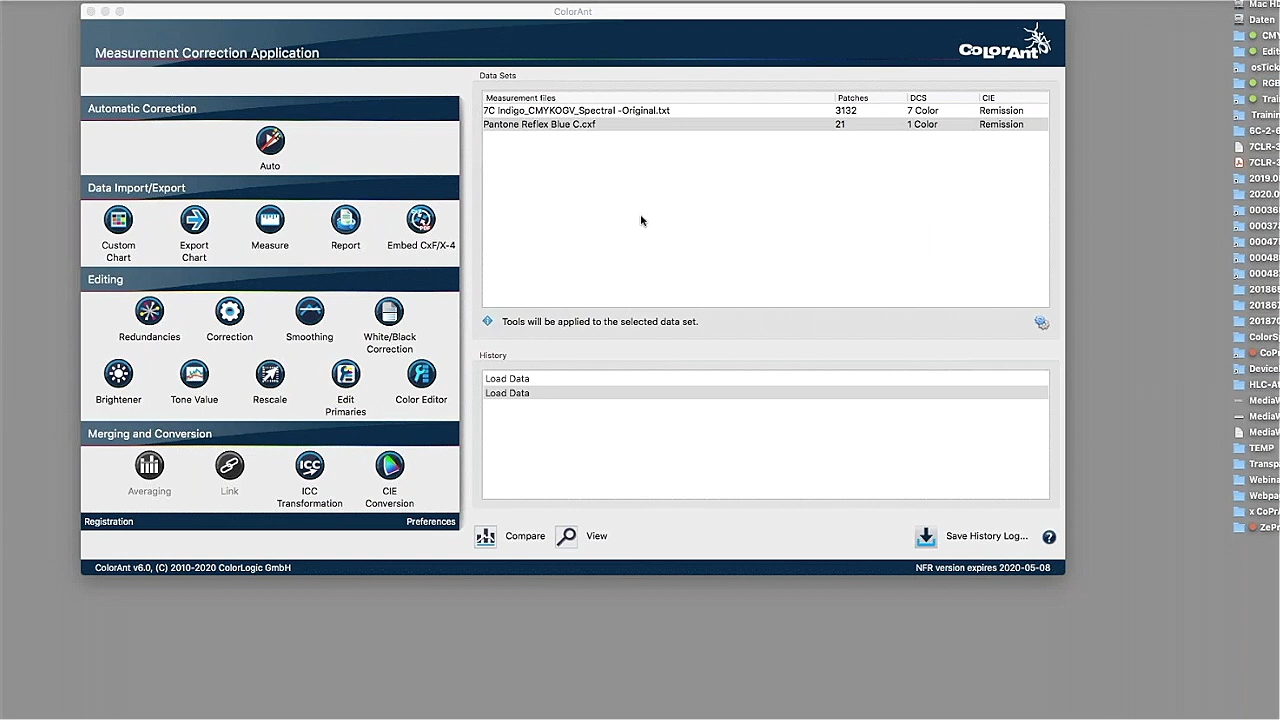 ColorAnt
Measurement Correction Application
COLORANT
Automatic Correction
Auto
Data Import/Export
Custom Chart
Export Chart
Measure
Report
Embed CxF/X-4
Editing
Redundancies
Correction
Smoothing
White/Black Correction
Brightener
Tone Value
Rescale
Edit Primaries
Color Editor
Merging and Conversion
Averaging
Link
ICC Transformation
CIE Conversion
Registration
Preferences
Data Sets
Measurement files Patches DCS CIE
7C Indigo_CMYKOGV_Spectral -Original.txt 3132 7 Color Remission
Pantone Reflex Blue C.cxf 21 1 Color Remission
Tools will be applied to the selected data set.
History
Load Data
Load Data
Compare
View
Save History Log...
ColorAnt v6.0, (C) 2010-2020 ColorLogic GmbH
NFR version expires 2020-05-08
Daten
TEMP